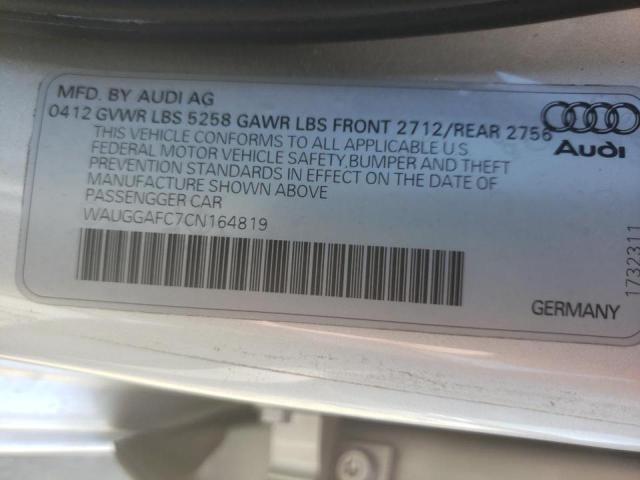 MFD. BY AUDI AG
0412 GVWR LBS 5258 GAWR LBS FRONT 2712/REAR 2756
THIS VEHICLE CONFORMS TO ALL APPLICABLE U S
FEDERAL MOTOR VEHICLE SAFETY,BUMPER AND THEFT
PREVENTION STANDARDS IN EFFECT ON THE DATE OF
MANUFACTURE SHOWN ABOVE
PASSENGGER CAR
WAUGGAFC7CN164819
Audi
GERMANY
1732311